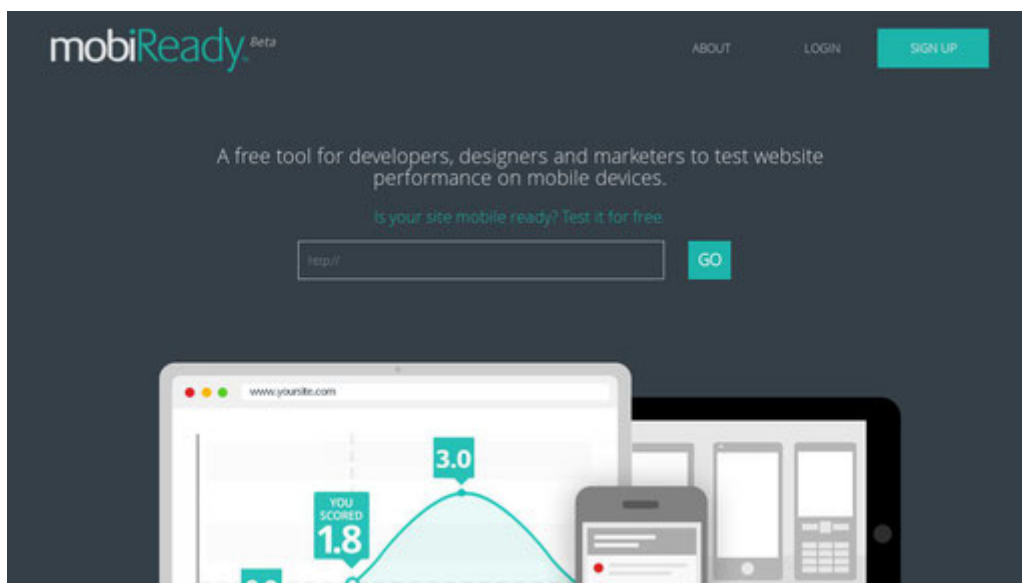 mobiReady™ Beta
ABOUT
LOGIN
SIGN UP
A free tool for developers, designers and marketers to test website
performance on mobile devices.
Is your site mobile ready? Test it for free.
http://
GO
www.yoursite.com
3.0
YOU
SCORED
1.8